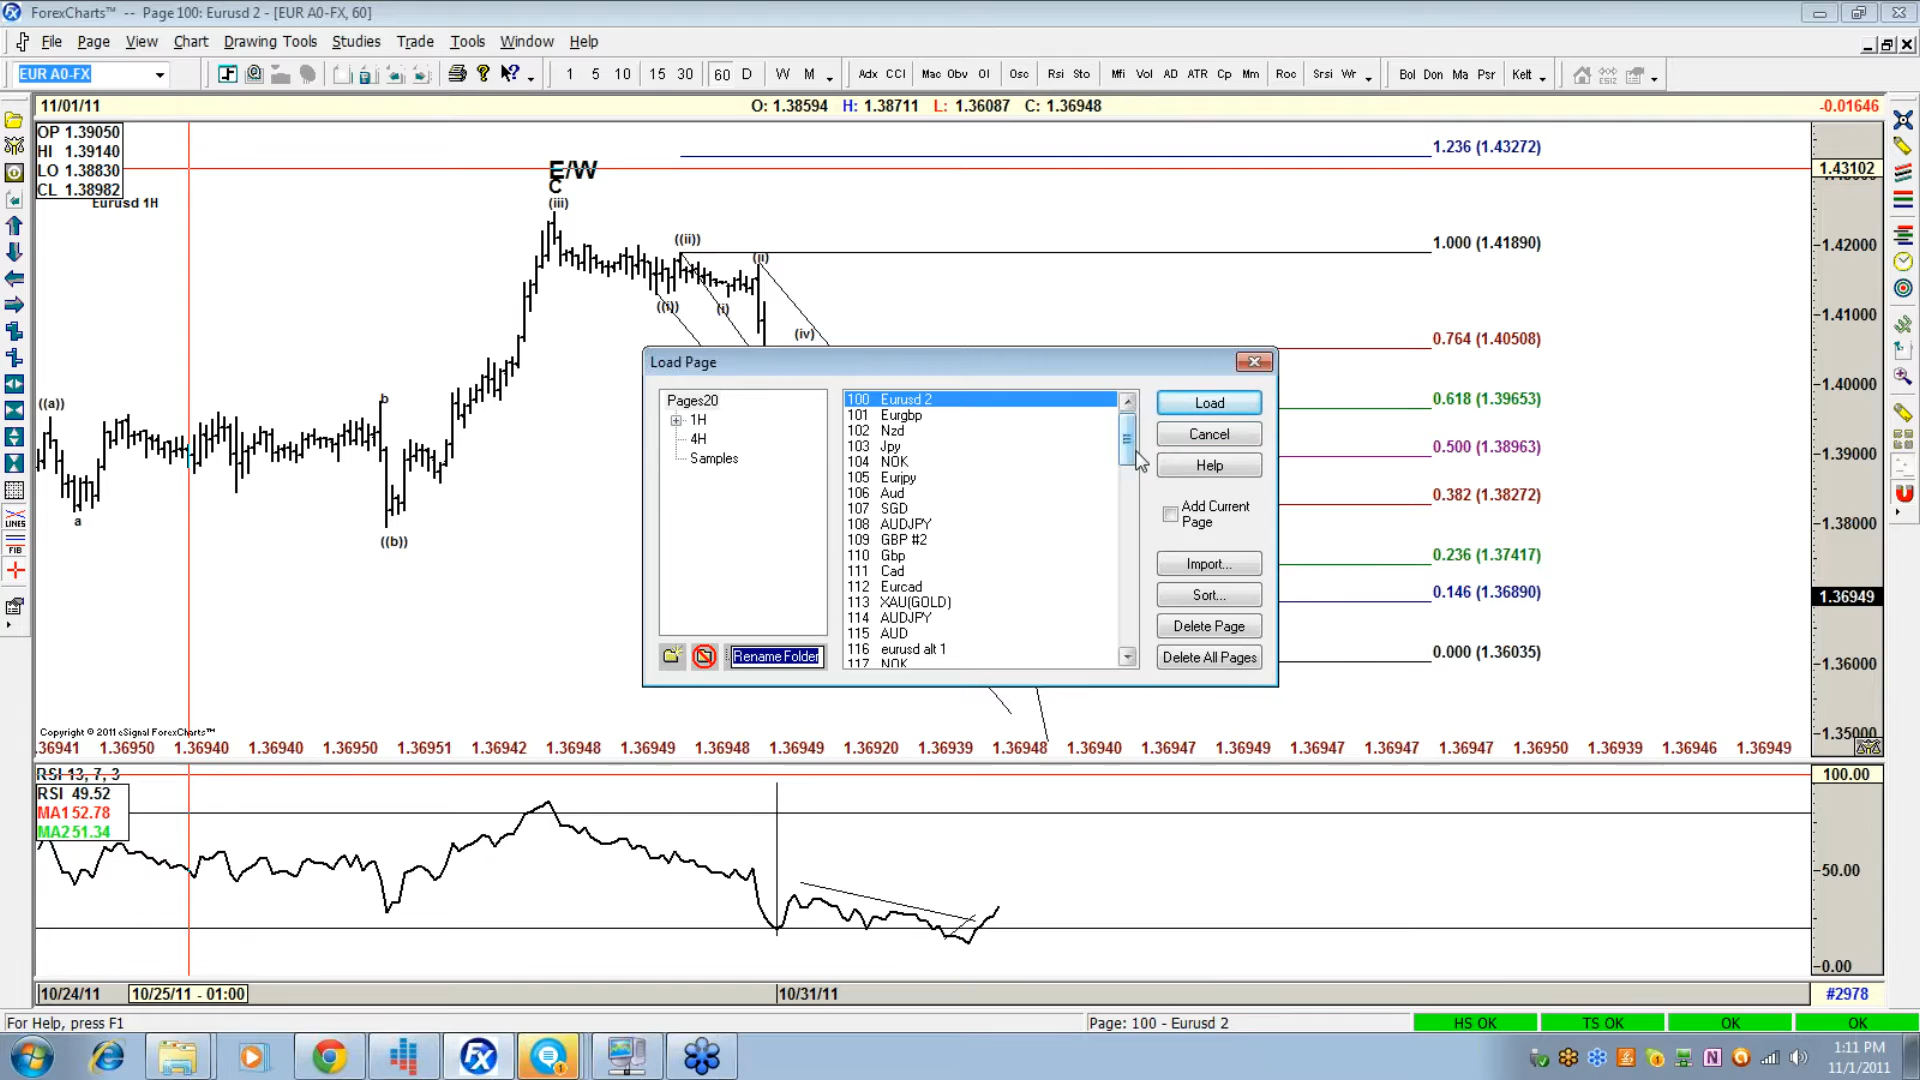 ForexCharts™ -- Page 100: Eurusd 2 - [EUR A0-FX, 60]
File Page View Chart Drawing Tools Studies Trade Tools Window Help
EUR A0-FX 1 5 10 15 30 60 D W M Adx CCI Mac Obv OI Osc Rsi Sto Mfi Vol AD ATR Cp Mm Roc Srsi Wr Bol Don Ma Psr Kelt
11/01/11 O: 1.38594 H: 1.38711 L: 1.36087 C: 1.36948 -0.01646
OP 1.39050
HI 1.39140
LO 1.38830
CL 1.38982
Eurusd 1H
E/W
C
(iii)
((ii))
(ii)
((i))
(i)
(iv)
((a))
a
b
((b))
1.236 (1.43272)
1.000 (1.41890)
0.764 (1.40508)
0.618 (1.39653)
0.500 (1.38963)
0.382 (1.38272)
0.236 (1.37417)
0.146 (1.36890)
0.000 (1.36035)
1.43102
1.42000
1.41000
1.40000
1.39000
1.38000
1.36949
1.36000
1.35000
LINES
FIB
Load Page
Pages20
1H
4H
Samples
Rename Folder
100 Eurusd 2
101 Eurgbp
102 Nzd
103 Jpy
104 NOK
105 Eurjpy
106 Aud
107 SGD
108 AUDJPY
109 GBP #2
110 Gbp
111 Cad
112 Eurcad
113 XAU(GOLD)
114 AUDJPY
115 AUD
116 eurusd alt 1
117 NOK
Load
Cancel
Help
Add Current
Page
Import...
Sort...
Delete Page
Delete All Pages
Copyright © 2011 eSignal ForexCharts™
.36941 1.36950 1.36940 1.36940 1.36950 1.36951 1.36942 1.36948 1.36949 1.36948 1.36949 1.36920 1.36939 1.36948 1.36940 1.36947 1.36949 1.36947 1.36947 1.36950 1.36939 1.36946 1.36949
RSI 13, 7, 3
RSI 49.52
MA1 52.78
MA2 51.34
100.00
50.00
0.00
10/24/11 10/25/11 - 01:00 10/31/11 #2978
For Help, press F1 Page: 100 - Eurusd 2 HS OK TS OK OK OK
1:11 PM
11/1/2011